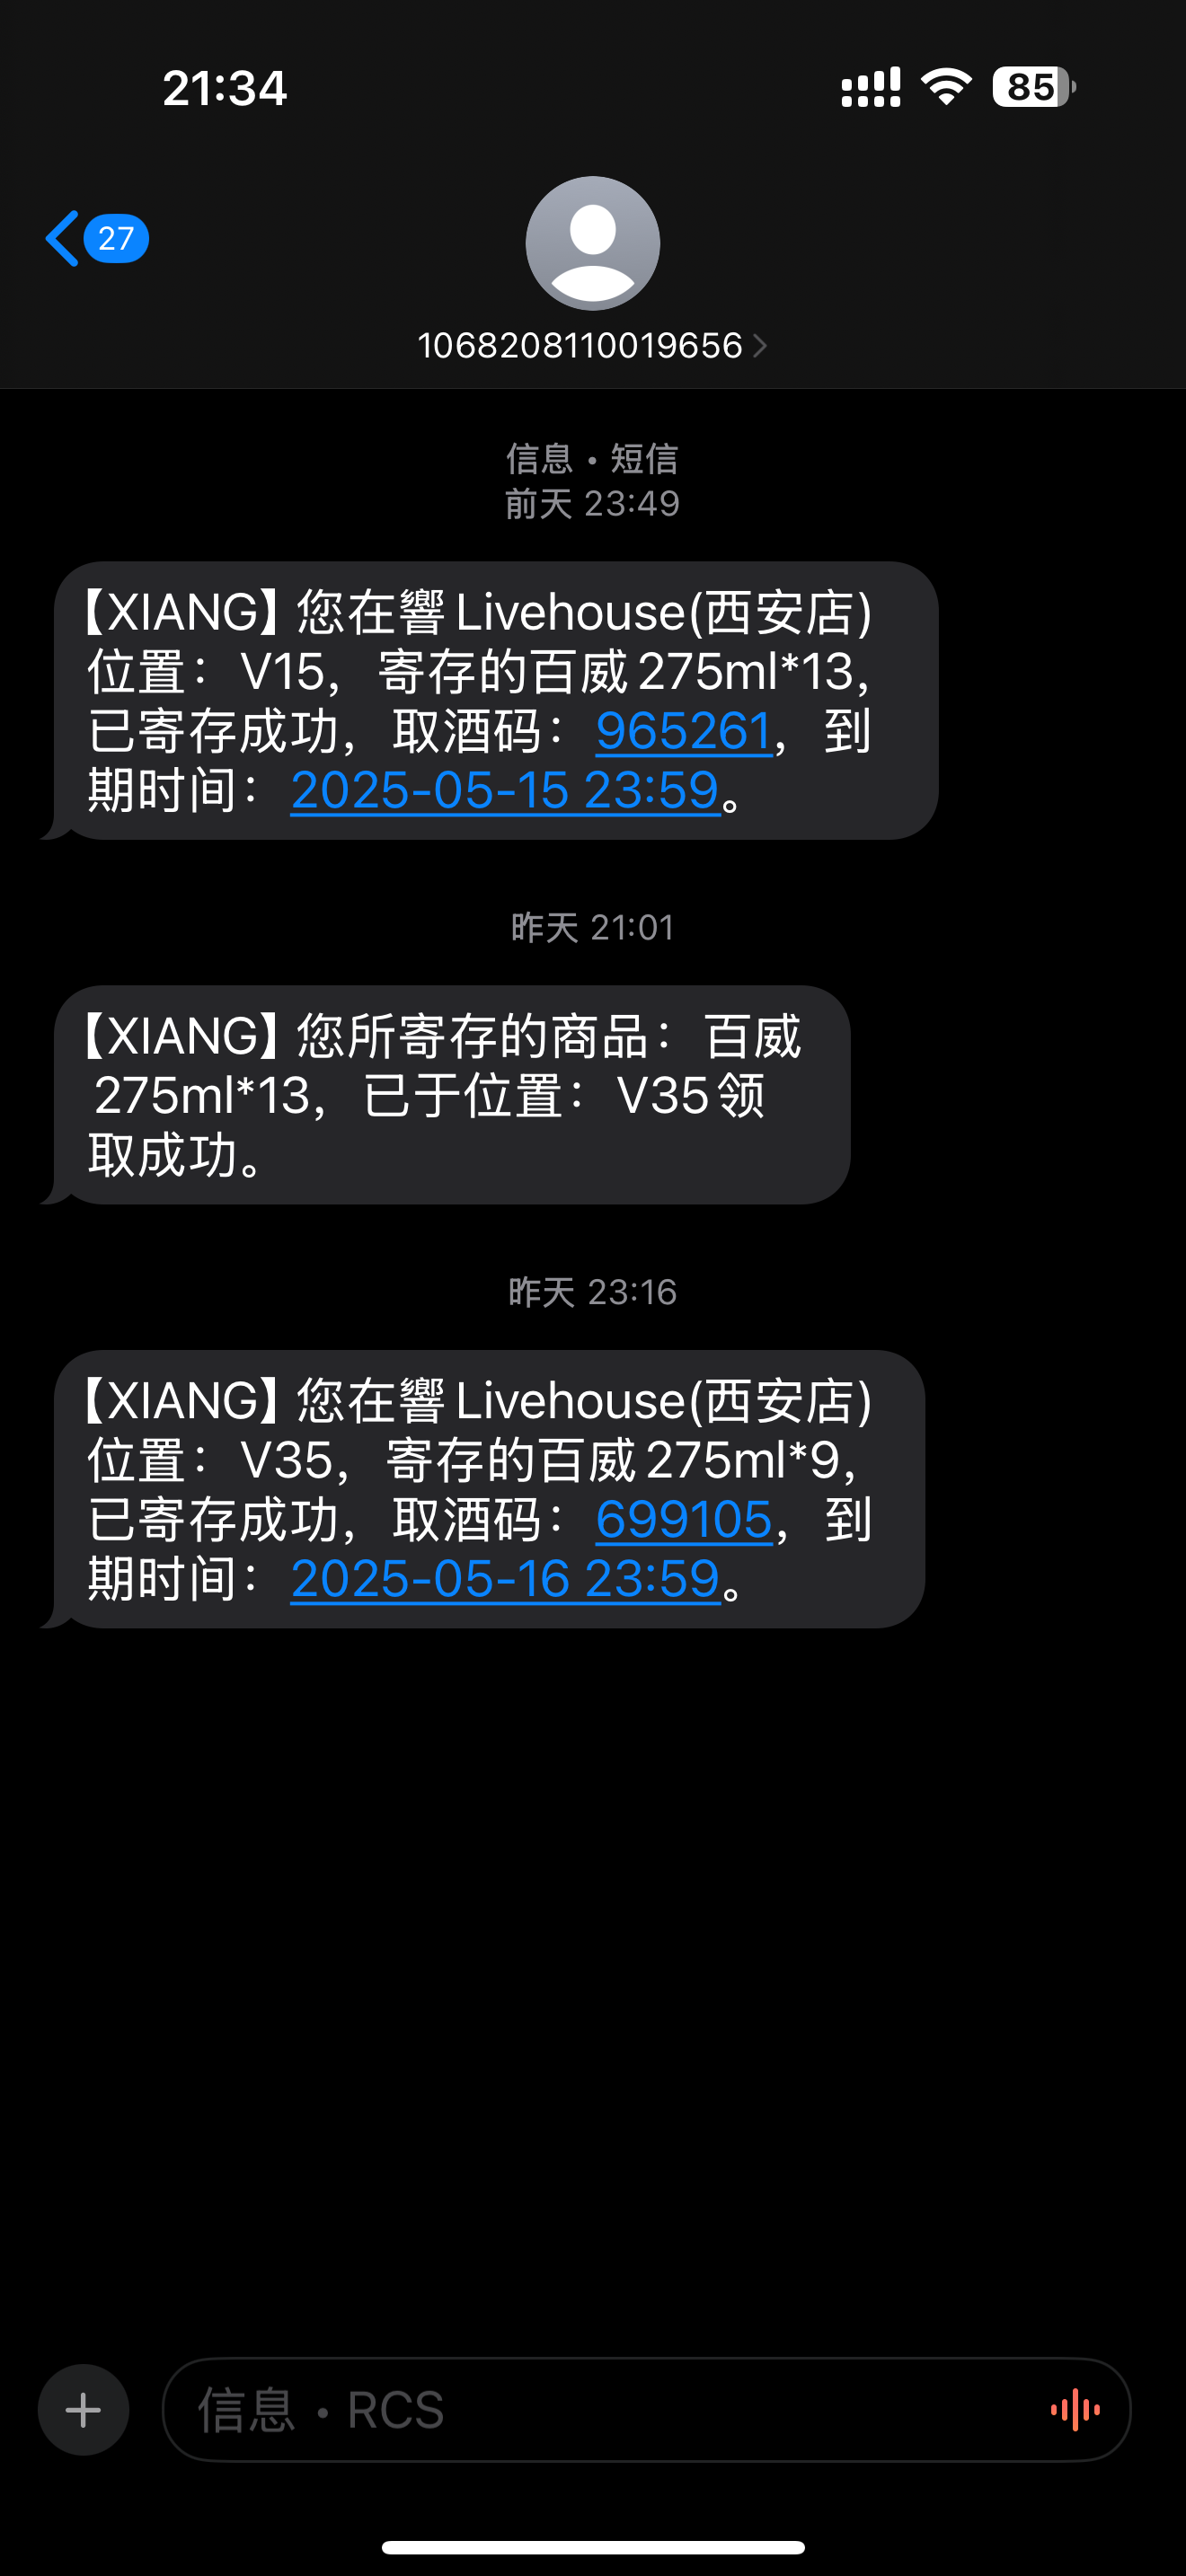 21:34
85
27
1068208110019656
信息・短信
前天 23:49
【XIANG】您在響 Livehouse(西安店)
位置：V15，寄存的百威 275ml*13，
已寄存成功，取酒码：965261，到
期时间：2025-05-15 23:59。
昨天 21:01
【XIANG】您所寄存的商品：百威
275ml*13，已于位置：V35 领
取成功。
昨天 23:16
【XIANG】您在響 Livehouse(西安店)
位置：V35，寄存的百威 275ml*9，
已寄存成功，取酒码：699105，到
期时间：2025-05-16 23:59。
信息・RCS